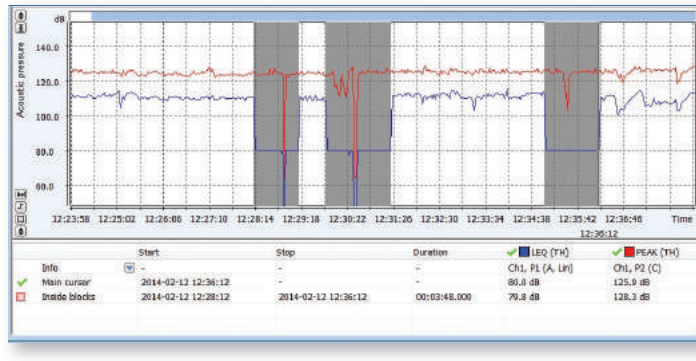 dB
Acoustic pressure
140.0
120.0
100.0
80.0
60.0
12:23:58 12:25:02 12:26:06 12:27:10 12:28:14 12:29:18 12:30:22 12:31:26 12:32:30 12:33:34 12:34:38 12:35:42 12:36:46 Time
12:36:12
Start Stop Duration LEQ (TH) PEAK (TH)
Info - - - Ch1, P1 (A, Lin) Ch1, P2 (C)
Main cursor 2014-02-12 12:36:12 - - 80.0 dB 125.9 dB
Inside blocks 2014-02-12 12:28:12 2014-02-12 12:36:12 00:03:48.000 79.8 dB 128.3 dB